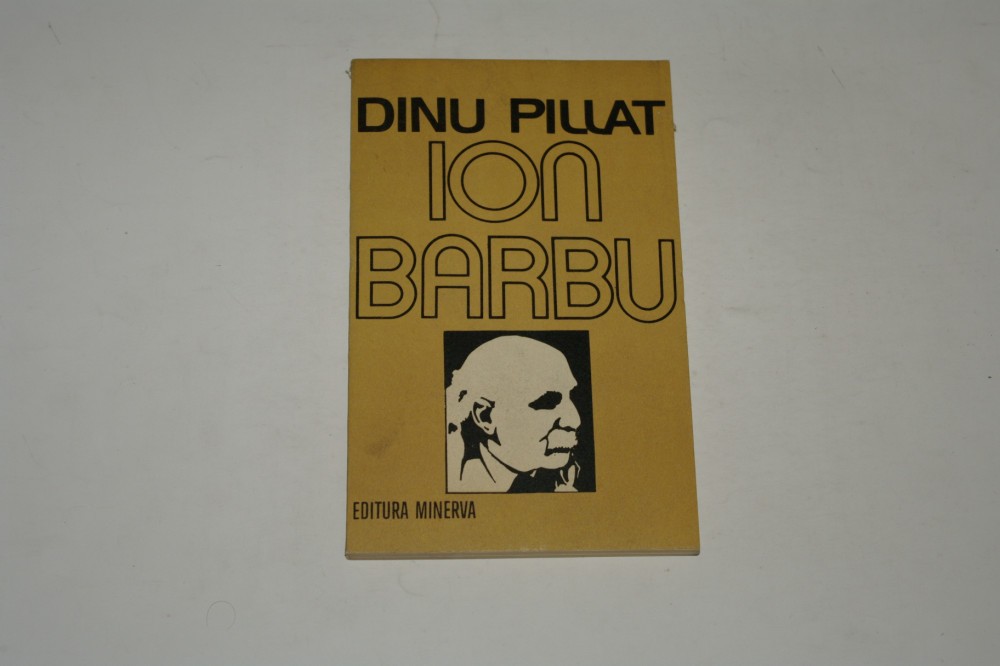 DINU PILLAT
ION
BARBU
EDITURA MINERVA